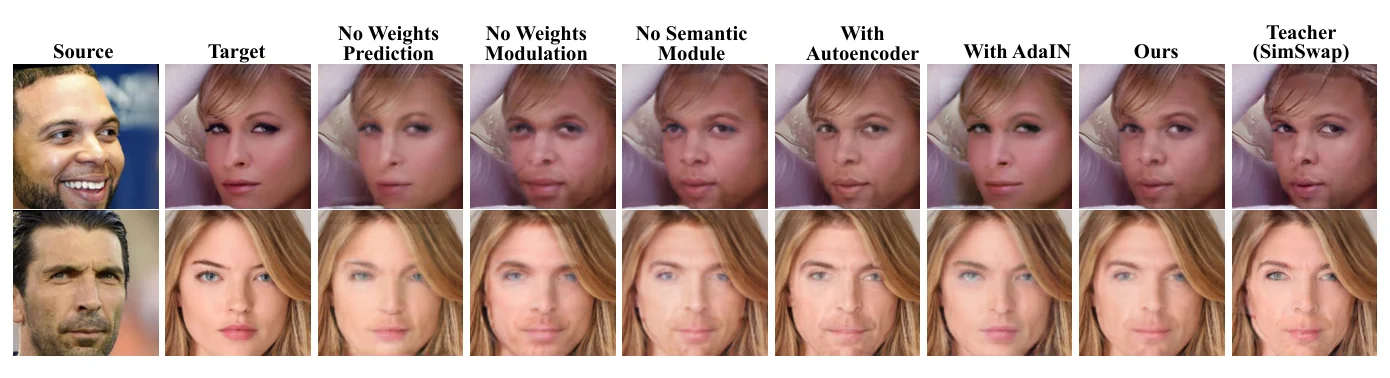 Source
Target
No Weights
Prediction
No Weights
Modulation
No Semantic
Module
With
Autoencoder
With AdaIN
Ours
Teacher
(SimSwap)